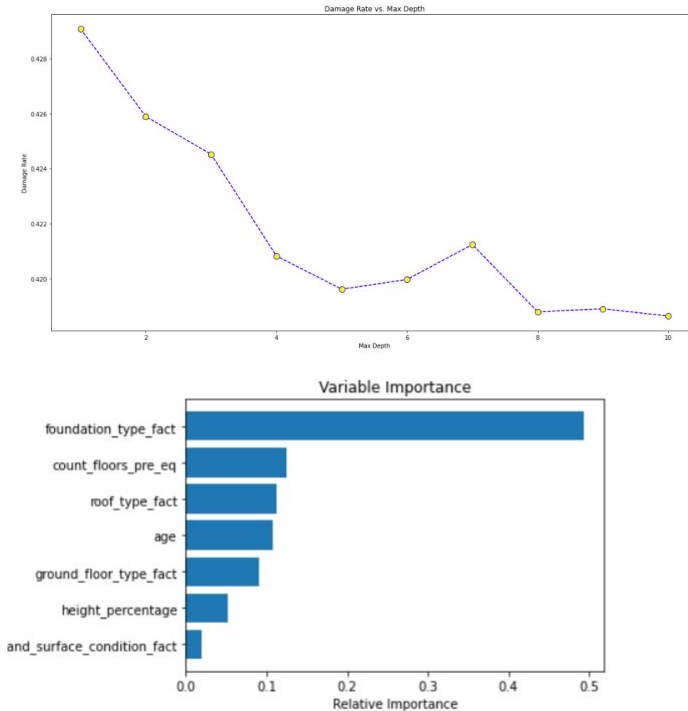 Damage Rate vs. Max Depth
0.428
0.426
0.424
0.422
0.420
Damage Rate
2
4
6
8
10
Max Depth
Variable Importance
foundation_type_fact
count_floors_pre_eq
roof_type_fact
age
ground_floor_type_fact
height_percentage
and_surface_condition_fact
0.0
0.1
0.2
0.3
0.4
0.5
Relative Importance